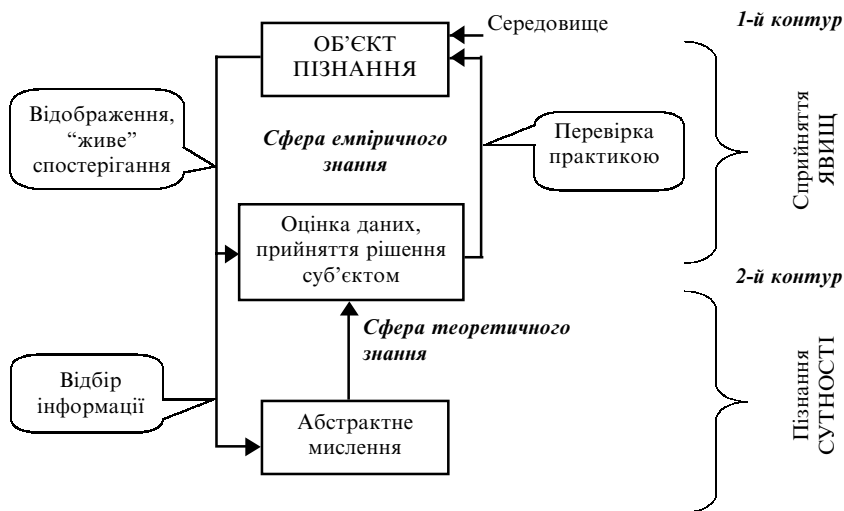 Середовище
1-й контур
ОБ’ЄКТ
ПІЗНАННЯ
Відображення,
“живе”
спостерігання
Сфера емпіричного
знання
Перевірка
практикою
Сприйняття
ЯВИЩ
Оцінка даних,
прийняття рішення
суб’єктом
2-й контур
Сфера теоретичного
знання
Відбір
інформації
Абстрактне
мислення
Пізнання
СУТНОСТІ